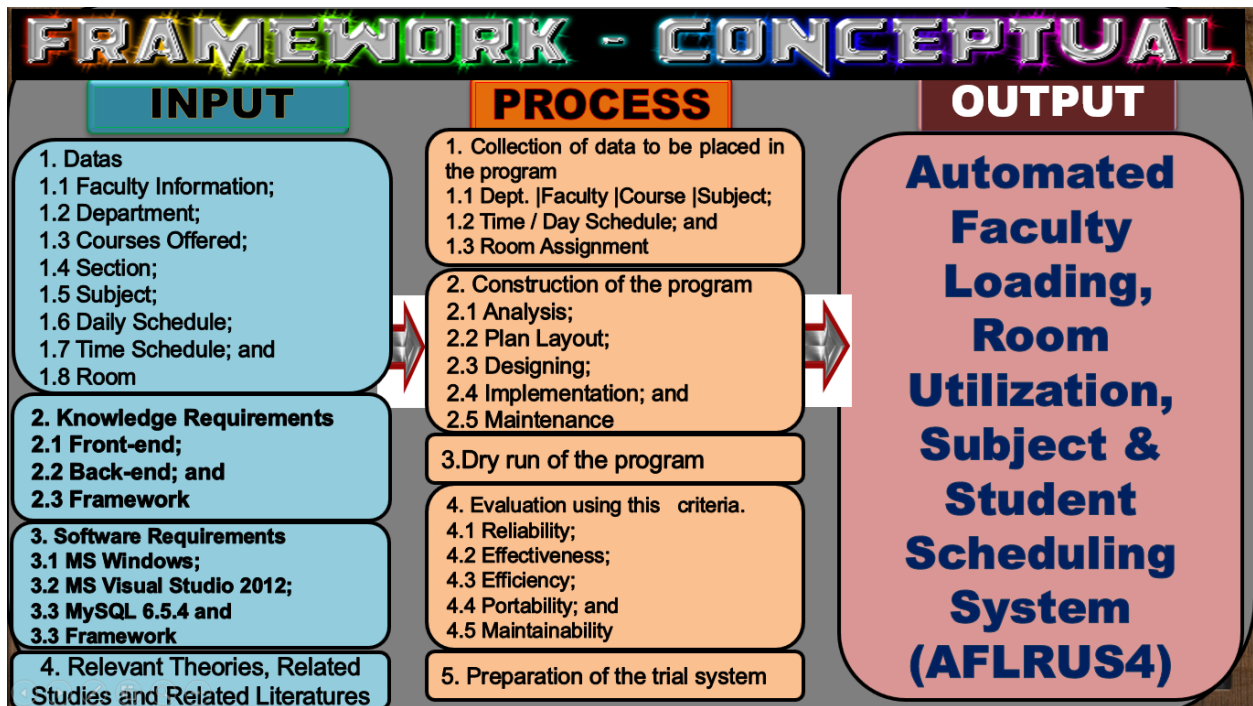 FRAMEWORK - CONCEPTUAL
INPUT
1. Datas
1.1 Faculty Information;
1.2 Department;
1.3 Courses Offered;
1.4 Section;
1.5 Subject;
1.6 Daily Schedule;
1.7 Time Schedule; and
1.8 Room
2. Knowledge Requirements
2.1 Front-end;
2.2 Back-end; and
2.3 Framework
3. Software Requirements
3.1 MS Windows;
3.2 MS Visual Studio 2012;
3.3 MySQL 6.5.4 and
3.3 Framework
4. Relevant Theories, Related
Studies and Related Literatures
PROCESS
1. Collection of data to be placed in
the program
1.1 Dept. |Faculty |Course |Subject;
1.2 Time / Day Schedule; and
1.3 Room Assignment
2. Construction of the program
2.1 Analysis;
2.2 Plan Layout;
2.3 Designing;
2.4 Implementation; and
2.5 Maintenance
3.Dry run of the program
4. Evaluation using this criteria.
4.1 Reliability;
4.2 Effectiveness;
4.3 Efficiency;
4.4 Portability; and
4.5 Maintainability
5. Preparation of the trial system
OUTPUT
Automated
Faculty
Loading,
Room
Utilization,
Subject &
Student
Scheduling
System
(AFLRUS4)